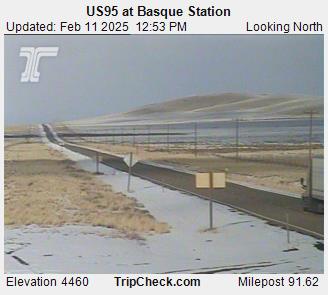 US95 at Basque Station
Updated: Feb 11 2025 12:53 PM Looking North
Elevation 4460 TripCheck.com Milepost 91.62